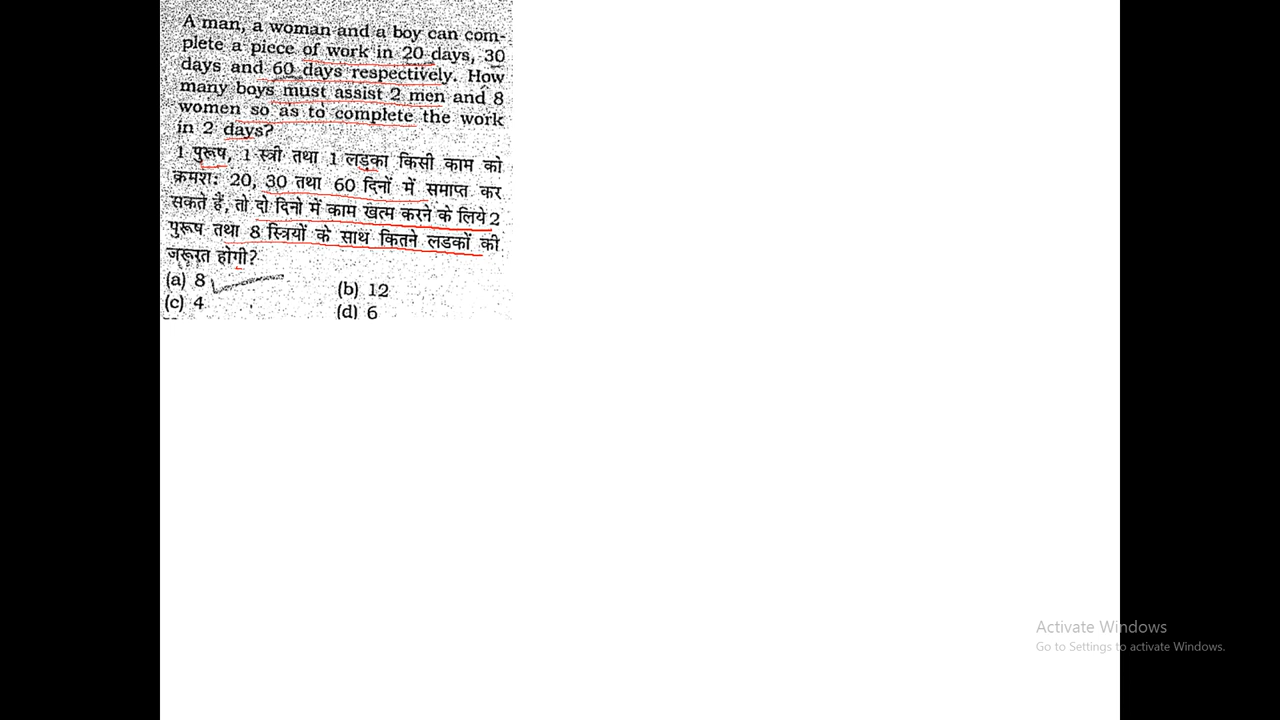 A man, a woman and a boy can com-
plete a piece of work in 20 days, 30
days and 60 days respectively. How
many boys must assist 2 men and 8
women so as to complete the work
in 2 days?
1 पुरूष, 1 स्त्री तथा 1 लड़का किसी काम को
क्रमशः 20, 30 तथा 60 दिनों में समाप्त कर
सकते हैं, तो दो दिनो में काम खत्म करने के लिये 2
पुरूष तथा 8 स्त्रियों के साथ कितने लडकों की
जरूरत होगी?
(a) 8
(b) 12
(c) 4
(d) 6
Activate Windows
Go to Settings to activate Windows.